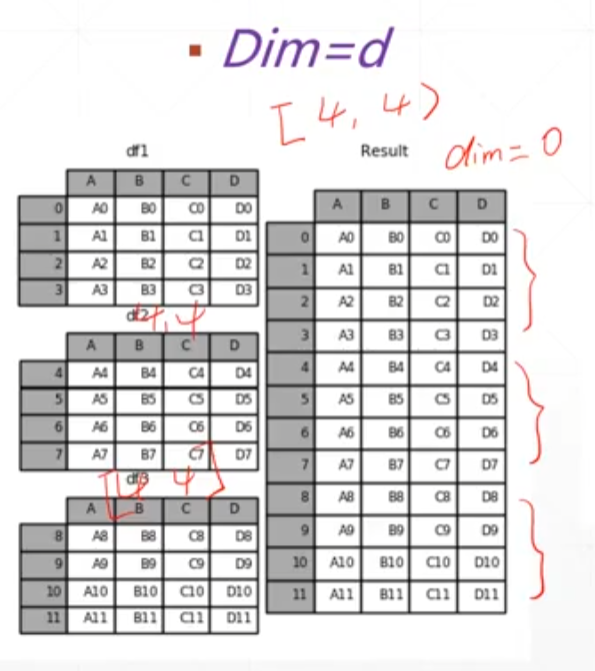 ▪ Dim=d
[4, 4)
dim=0
df1
A B C D
0 A0 B0 C0 D0
1 A1 B1 C1 D1
2 A2 B2 C2 D2
3 A3 B3 C3 D3
df2
4,4
A B C D
4 A4 B4 C4 D4
5 A5 B5 C5 D5
6 A6 B6 C6 D6
7 A7 B7 C7 D7
df3
[4 4]
A B C D
8 A8 B8 C8 D8
9 A9 B9 C9 D9
10 A10 B10 C10 D10
11 A11 B11 C11 D11
Result
A B C D
0 A0 B0 C0 D0
1 A1 B1 C1 D1
2 A2 B2 C2 D2
3 A3 B3 C3 D3
4 A4 B4 C4 D4
5 A5 B5 C5 D5
6 A6 B6 C6 D6
7 A7 B7 C7 D7
8 A8 B8 C8 D8
9 A9 B9 C9 D9
10 A10 B10 C10 D10
11 A11 B11 C11 D11